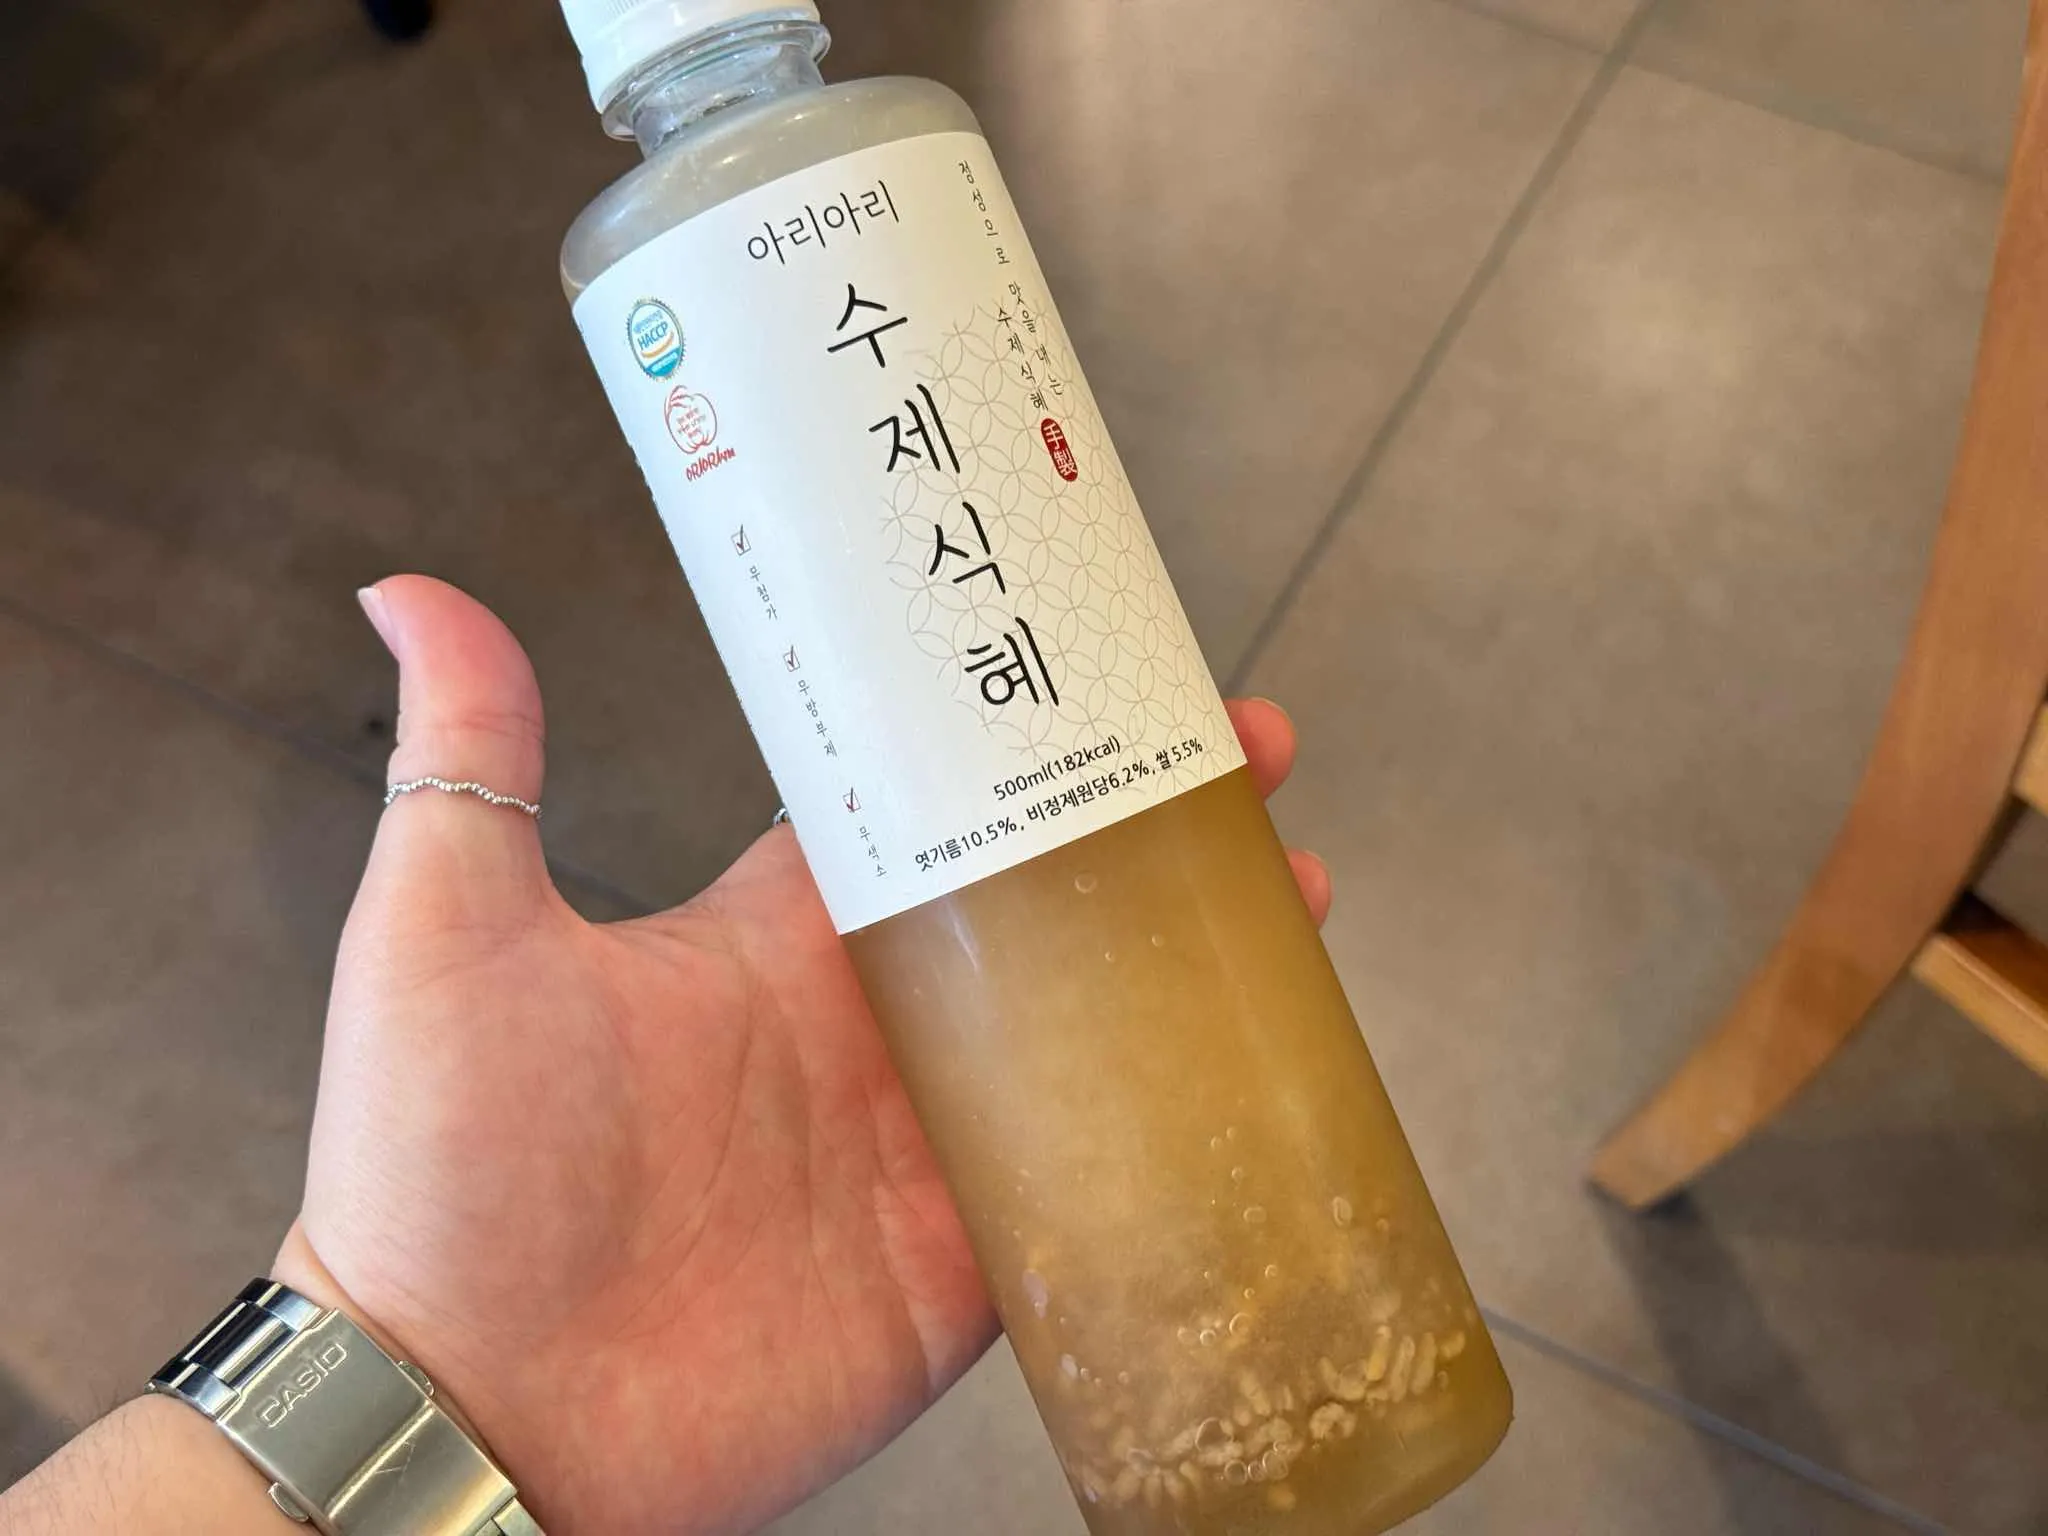 아리아리
수제식혜
정성으로 맛을 내는
수제식혜
手製
HACCP
무첨가
무방부제
무색소
500ml(182kcal)
엿기름10.5%, 비정제원당6.2%, 쌀 5.5%
CASIO